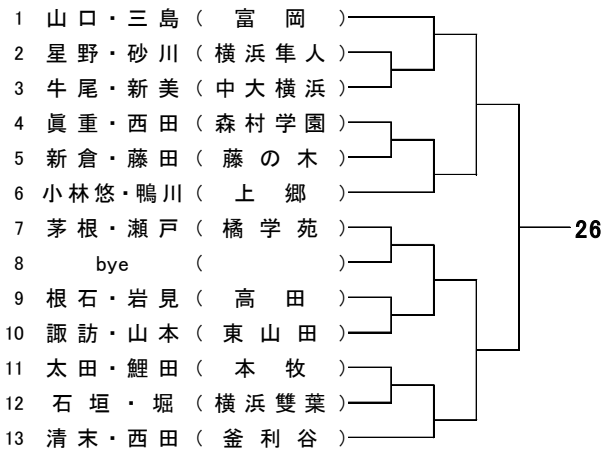 1 山口・三島 ( 富岡 )
2 星野・砂川 ( 横浜隼人 )
3 牛尾・新美 ( 中大横浜 )
4 眞重・西田 ( 森村学園 )
5 新倉・藤田 ( 藤の木 )
6 小林悠・鴨川 ( 上郷 )
7 茅根・瀬戸 ( 橘学苑 )
26
8 bye ( )
9 根石・岩見 ( 高田 )
10 諏訪・山本 ( 東山田 )
11 太田・鯉田 ( 本牧 )
12 石垣・堀 ( 横浜雙葉 )
13 清末・西田 ( 釜利谷 )